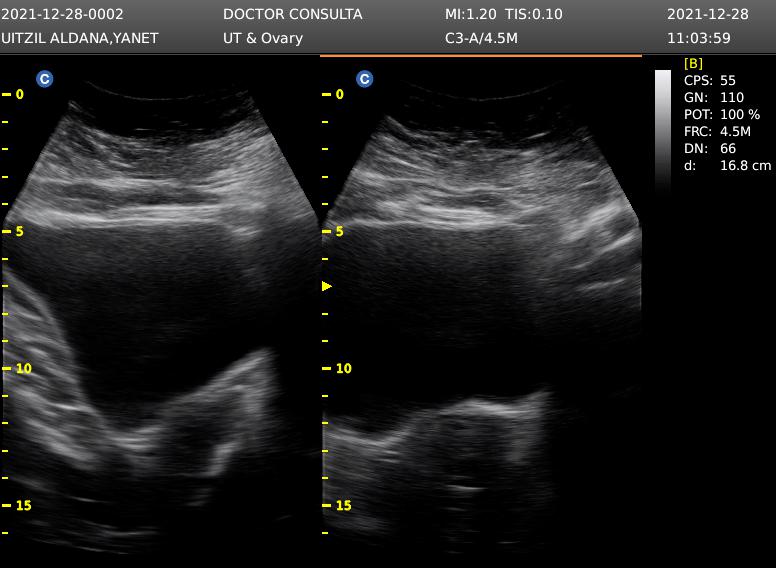 2021-12-28-0002 DOCTOR CONSULTA MI:1.20 TIS:0.10 2021-12-28
UITZIL ALDANA,YANET UT & Ovary C3-A/4.5M 11:03:59
C
0
5
10
15
C
0
5
10
15
[B]
CPS: 55
GN: 110
POT: 100 %
FRC: 4.5M
DN: 66
d: 16.8 cm